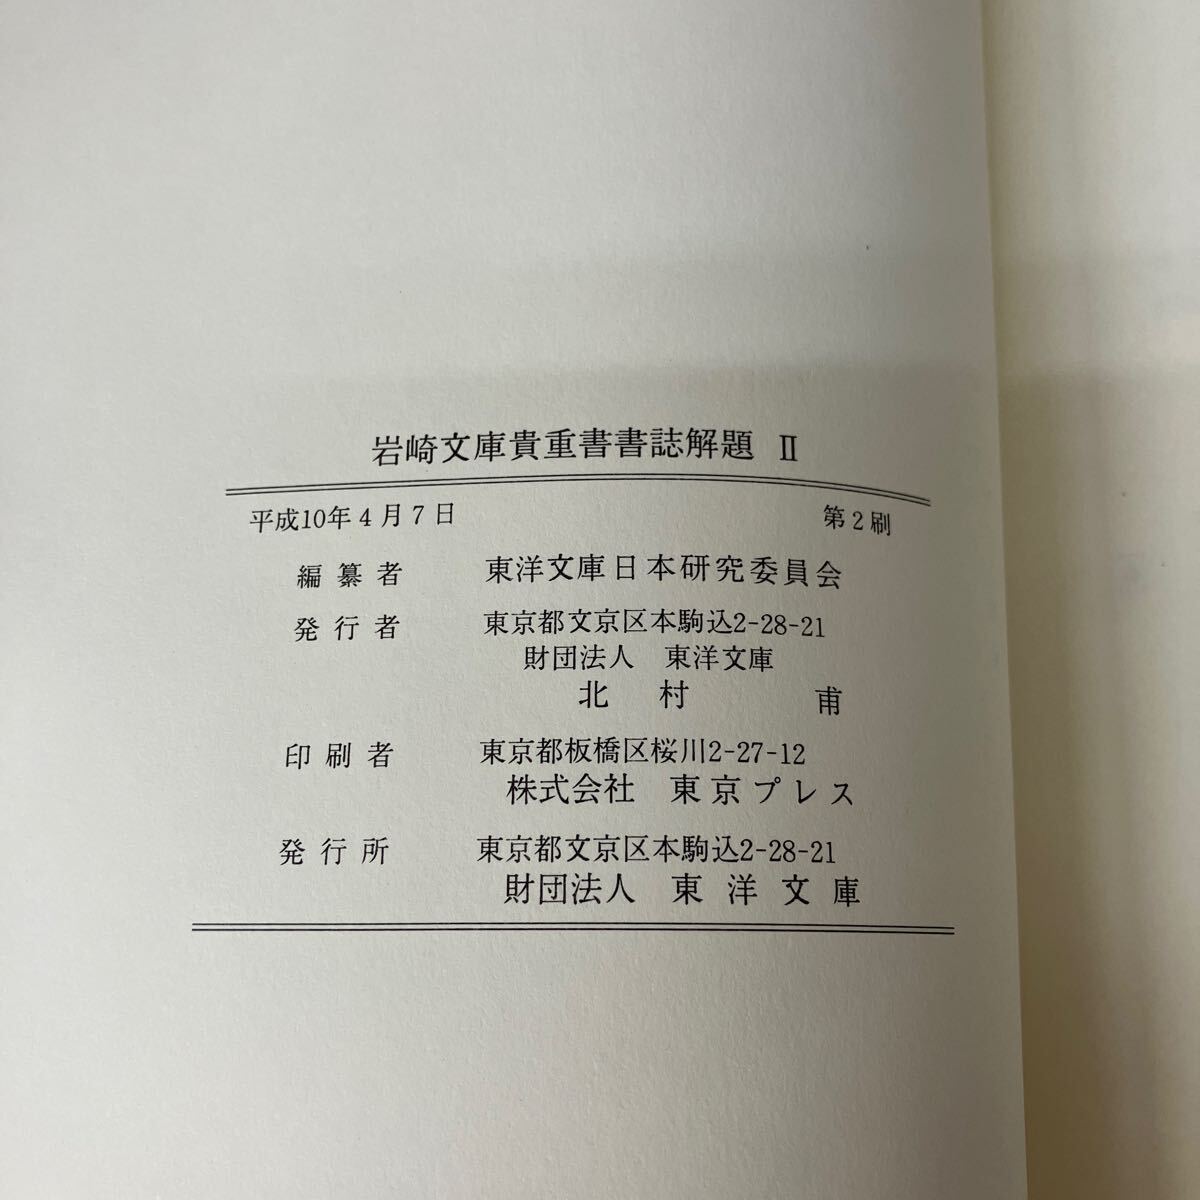 岩崎文庫貴重書書誌解題 II
平成10年4月7日 第2刷
編纂者 東洋文庫日本研究委員会
発行者 東京都文京区本駒込2-28-21
財団法人 東洋文庫
北村 甫
印刷者 東京都板橋区桜川2-27-12
株式会社 東京プレス
発行所 東京都文京区本駒込2-28-21
財団法人 東洋文庫